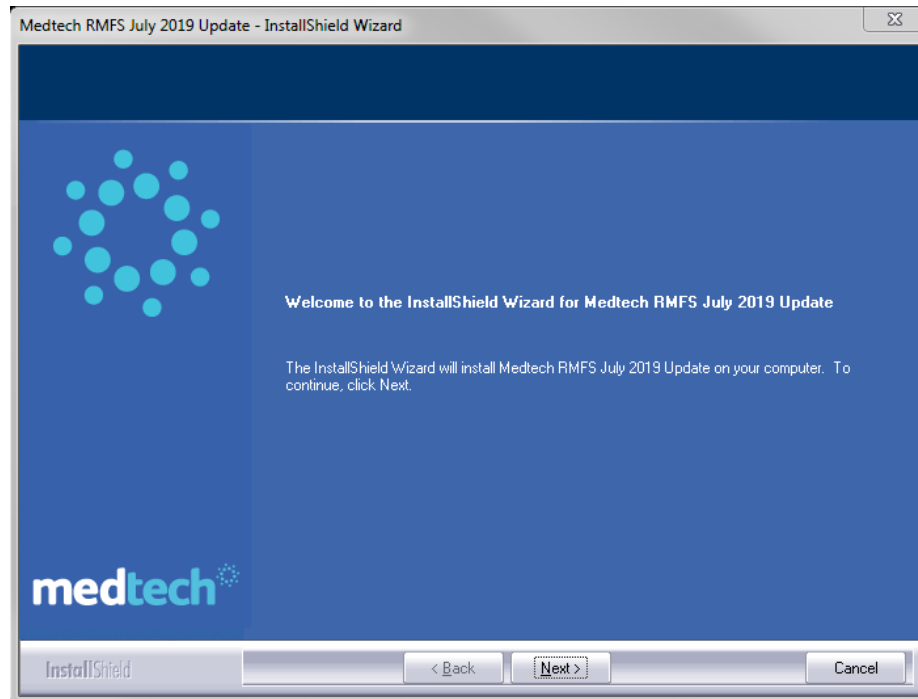 Medtech RMFS July 2019 Update - InstallShield Wizard
Welcome to the InstallShield Wizard for Medtech RMFS July 2019 Update
The InstallShield Wizard will install Medtech RMFS July 2019 Update on your computer. To
continue, click Next.
medtech
InstallShield
< Back
Next >
Cancel